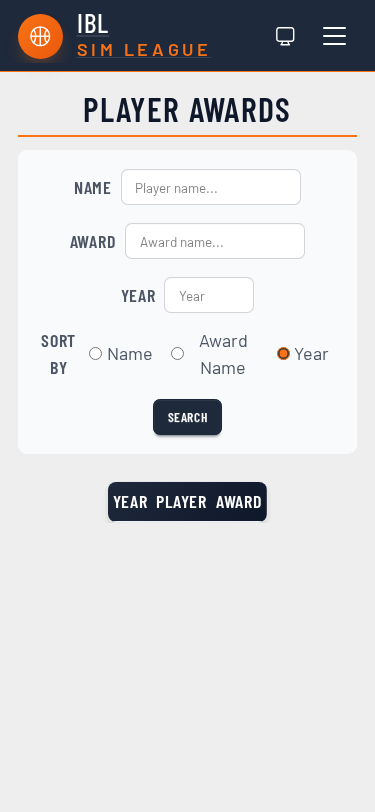 IBL
SIM LEAGUE
PLAYER AWARDS
NAME Player name...
AWARD Award name...
YEAR Year
SORT BY Name Award Name Year
SEARCH
YEAR PLAYER AWARD